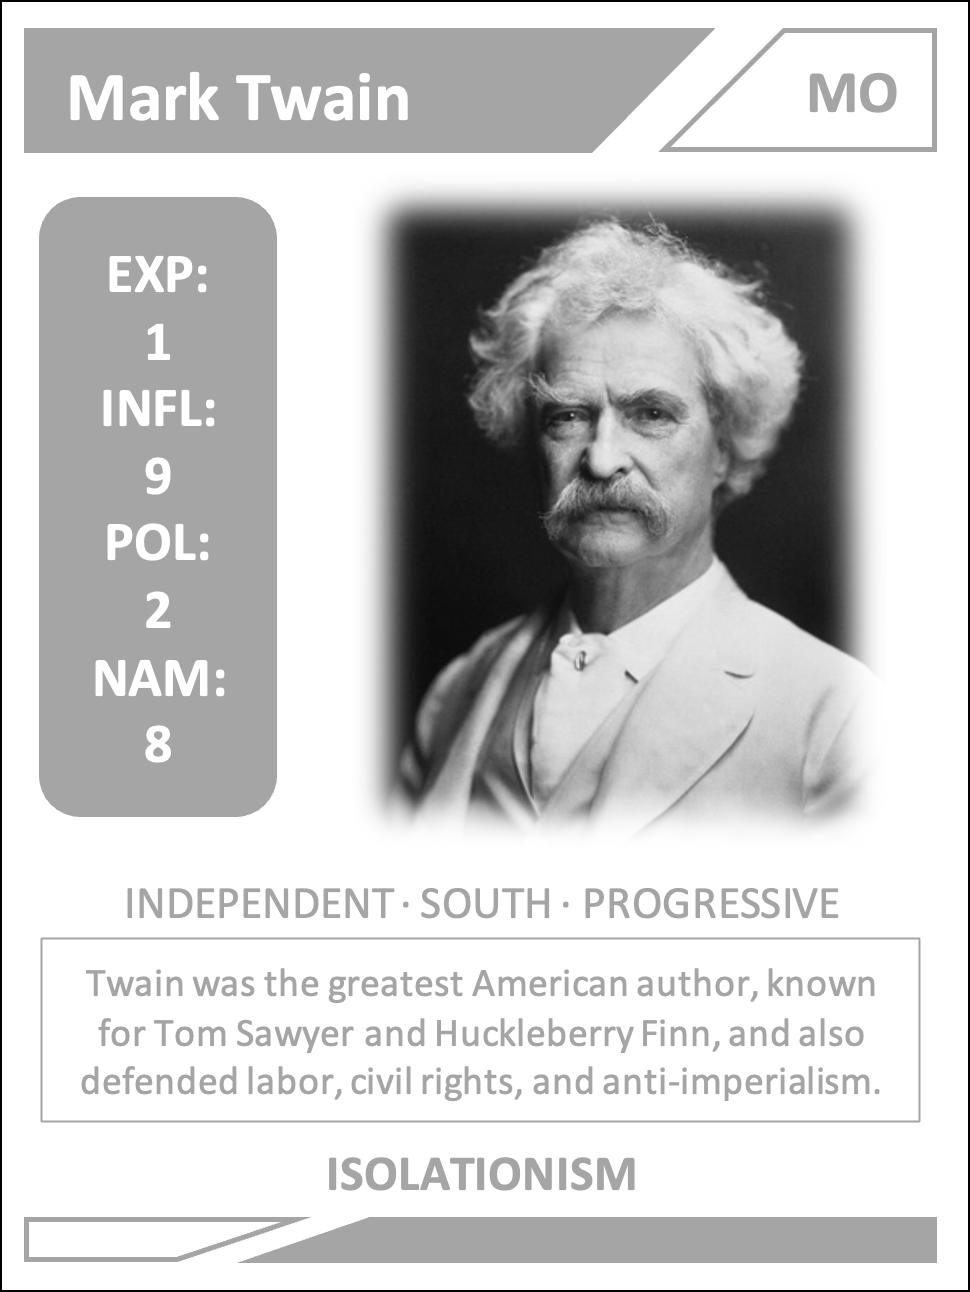 Mark Twain
MO
EXP:
1
INFL:
9
POL:
2
NAM:
8
INDEPENDENT · SOUTH · PROGRESSIVE
Twain was the greatest American author, known
for Tom Sawyer and Huckleberry Finn, and also
defended labor, civil rights, and anti-imperialism.
ISOLATIONISM